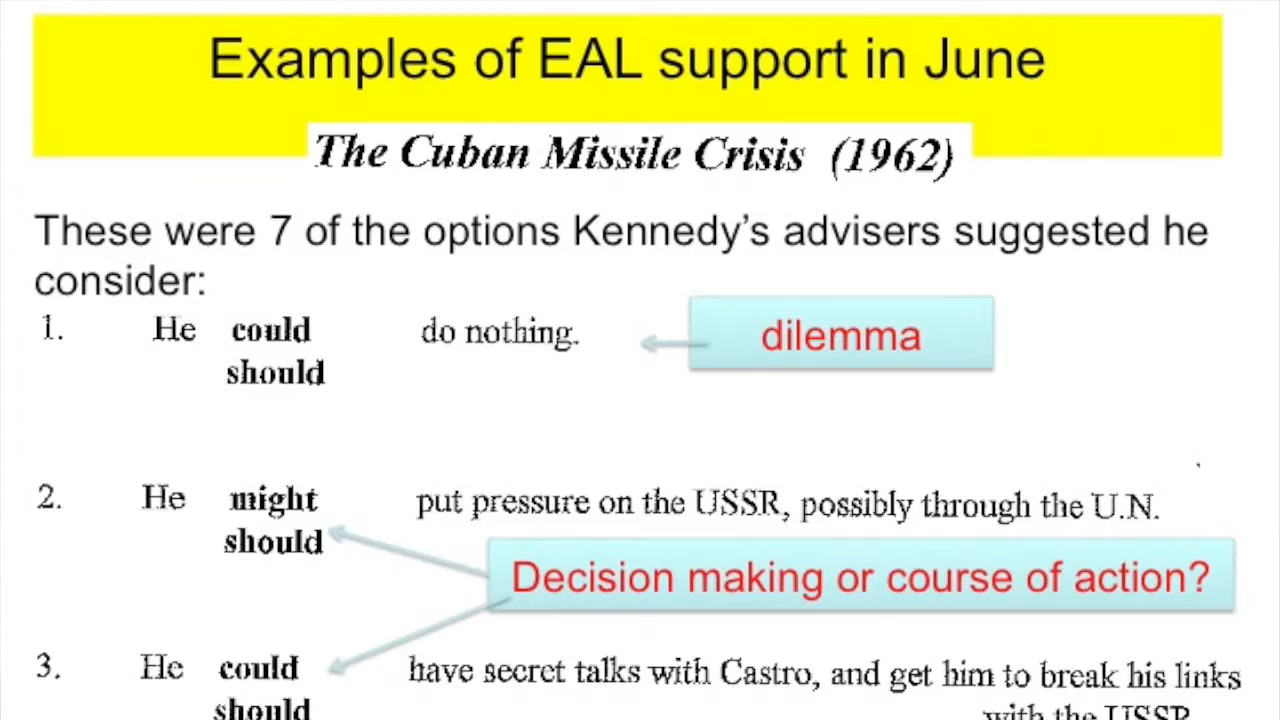 Examples of EAL support in June
The Cuban Missile Crisis (1962)
These were 7 of the options Kennedy's advisers suggested he
consider:
1. He could do nothing.
should
dilemma
2. He might put pressure on the USSR, possibly through the U.N.
should
Decision making or course of action?
3. He could have secret talks with Castro, and get him to break his links
should with the USSR